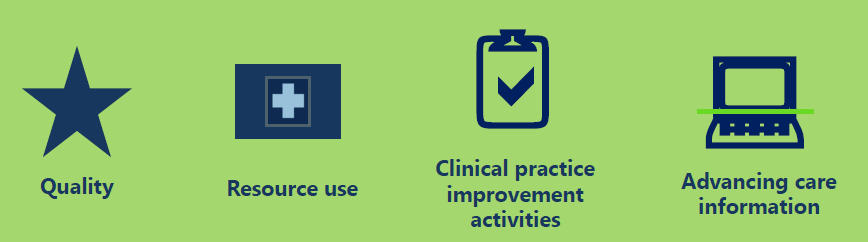 Quality
Resource use
Clinical practice
improvement
activities
Advancing care
information